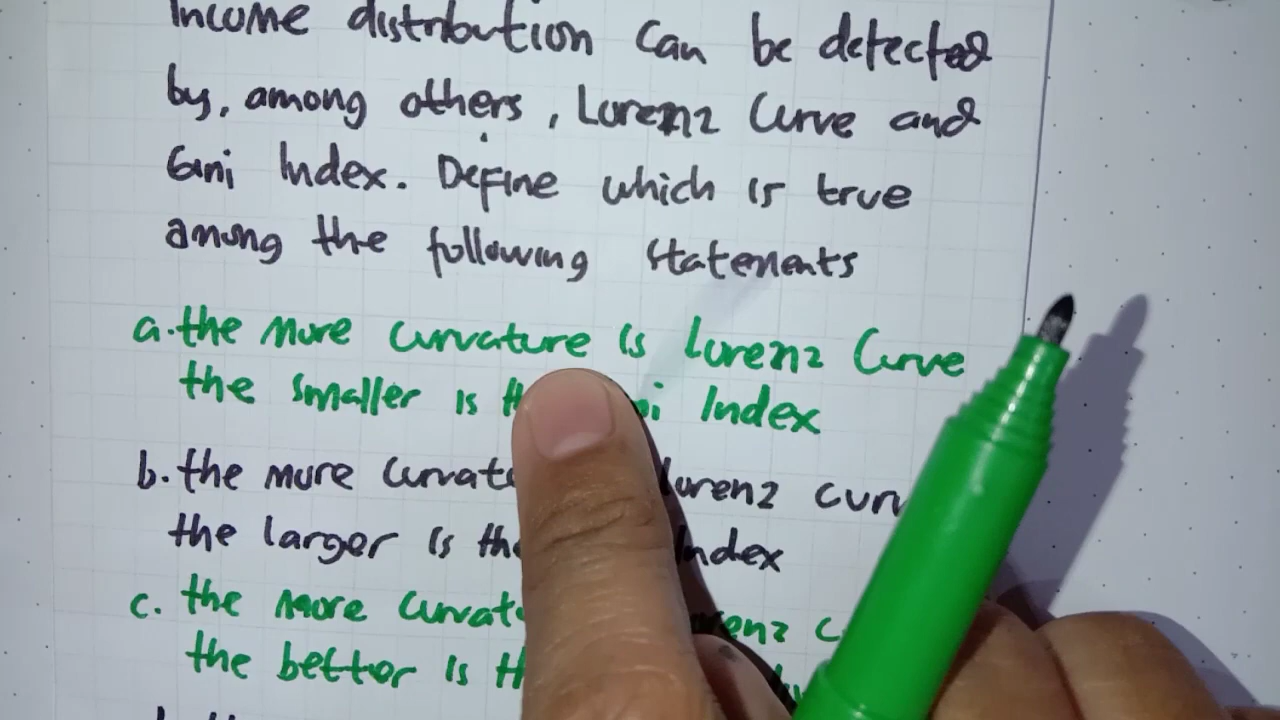 Income distribution can be detected
by, among others, Lorenz Curve and
Gini Index. Define which is true
among the following statements
a. the more curvature is Lorenz Curve
the smaller is Index
b. the more lorenz
the larger is Index
c. the more
the better is